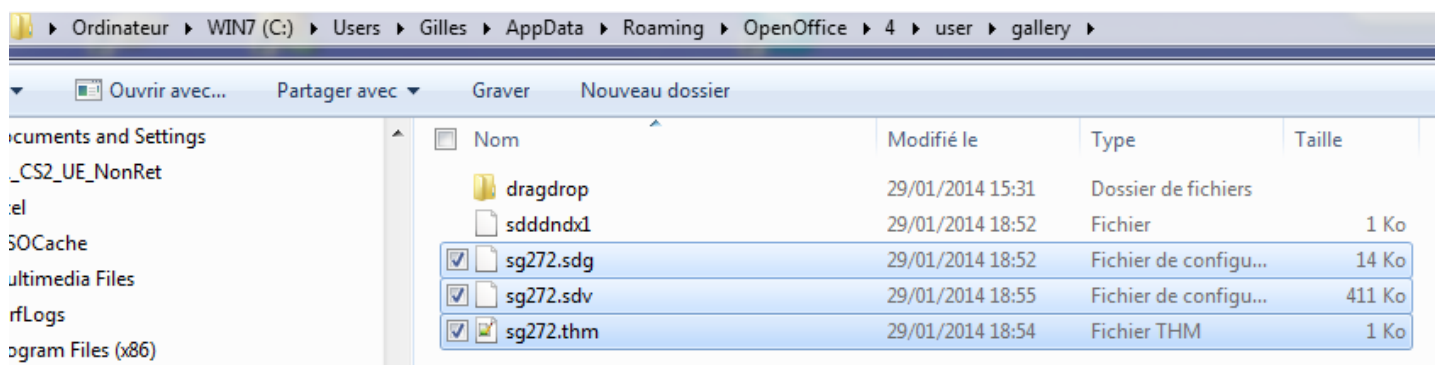 Ordinateur ▸ WIN7 (C:) ▸ Users ▸ Gilles ▸ AppData ▸ Roaming ▸ OpenOffice ▸ 4 ▸ user ▸ gallery ▸
Ouvrir avec... Partager avec Graver Nouveau dossier
ocuments and Settings
_CS2_UE_NonRet
tel
SOCache
ultimedia Files
rfLogs
ogram Files (x86)
Nom Modifié le Type Taille
dragdrop 29/01/2014 15:31 Dossier de fichiers
sdddndx1 29/01/2014 18:52 Fichier 1 Ko
sg272.sdg 29/01/2014 18:52 Fichier de configu... 14 Ko
sg272.sdv 29/01/2014 18:55 Fichier de configu... 411 Ko
sg272.thm 29/01/2014 18:54 Fichier THM 1 Ko